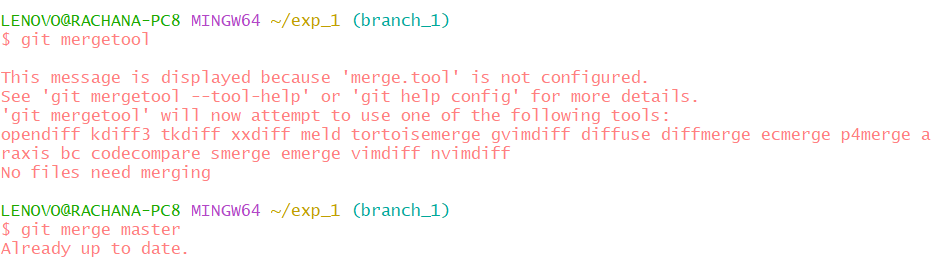 LENOVO@RACHANA-PC8 MINGW64 ~/exp_1 (branch_1)
$ git mergetool
This message is displayed because 'merge.tool' is not configured.
See 'git mergetool --tool-help' or 'git help config' for more details.
'git mergetool' will now attempt to use one of the following tools:
opendiff kdiff3 tkdiff xxdiff meld tortoisemerge gvimdiff diffuse diffmerge ecmerge p4merge a
raxis bc codecompare smerge emerge vimdiff nvimdiff
No files need merging
LENOVO@RACHANA-PC8 MINGW64 ~/exp_1 (branch_1)
$ git merge master
Already up to date.